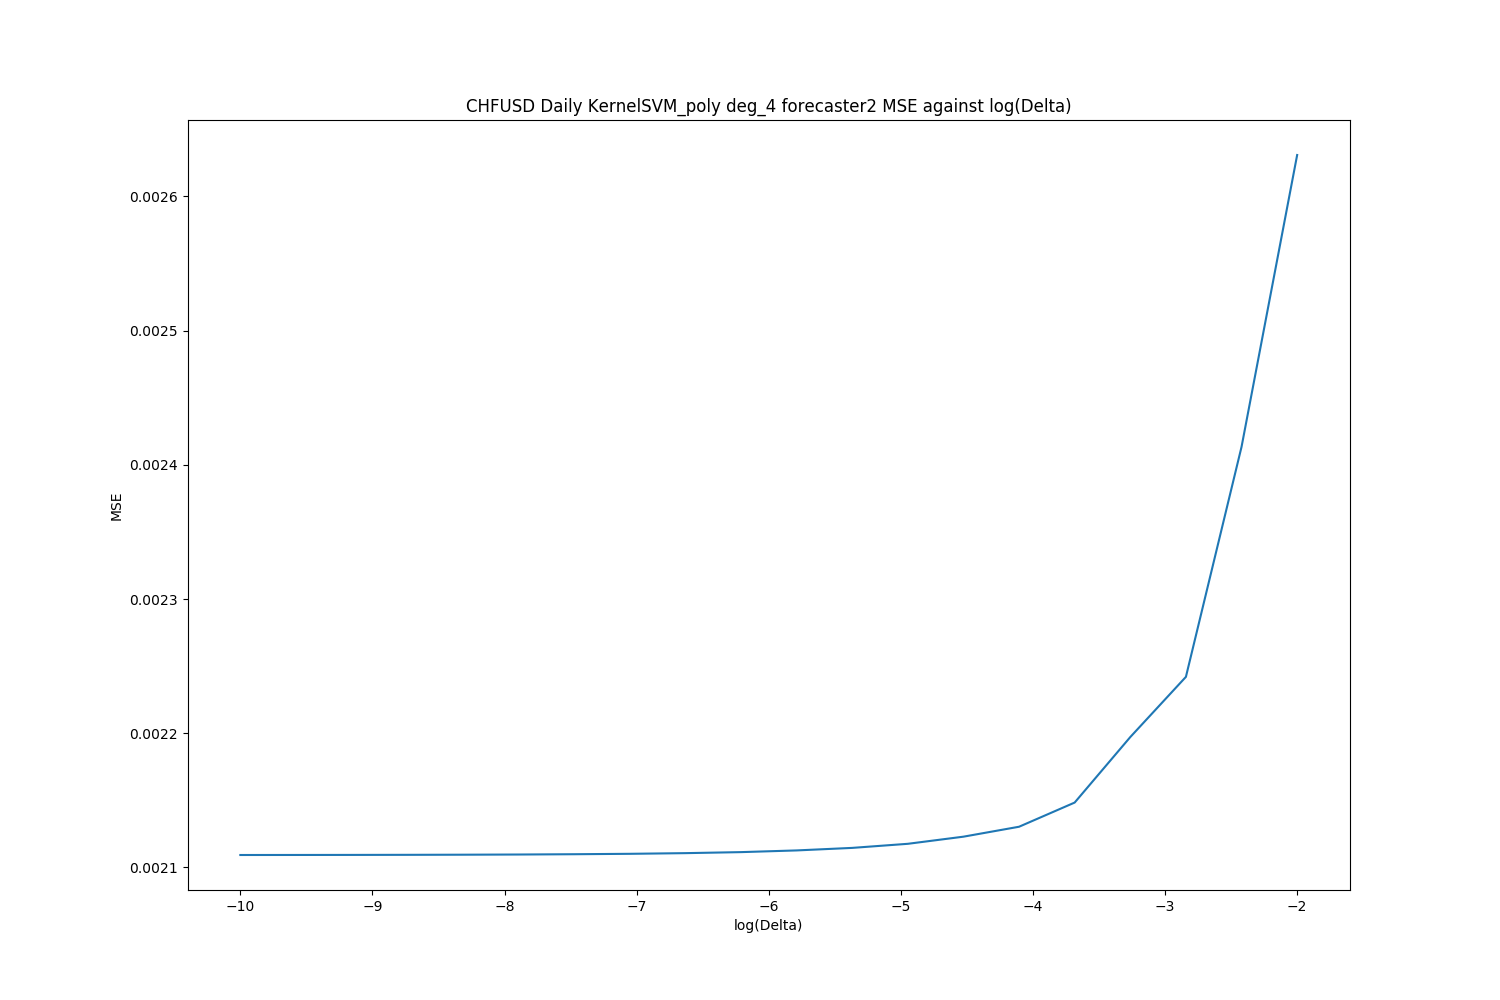 CHFUSD Daily KernelSVM_poly deg_4 forecaster2 MSE against log(Delta)
0.0026
0.0025
0.0024
0.0023
0.0022
0.0021
MSE
−10 −9 −8 −7 −6 −5 −4 −3 −2
log(Delta)